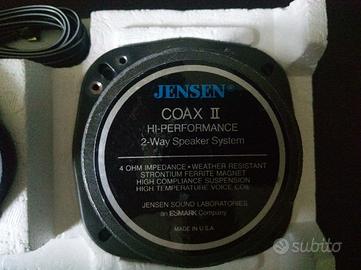 JENSEN®
COAX II
HI-PERFORMANCE
2-Way Speaker System
4 OHM IMPEDANCE • WEATHER RESISTANT
STRONTIUM FERRITE MAGNET
HIGH COMPLIANCE SUSPENSION
HIGH TEMPERATURE VOICE COIL
JENSEN SOUND LABORATORIES
an ESMARK Company
MADE IN U.S.A.
subito